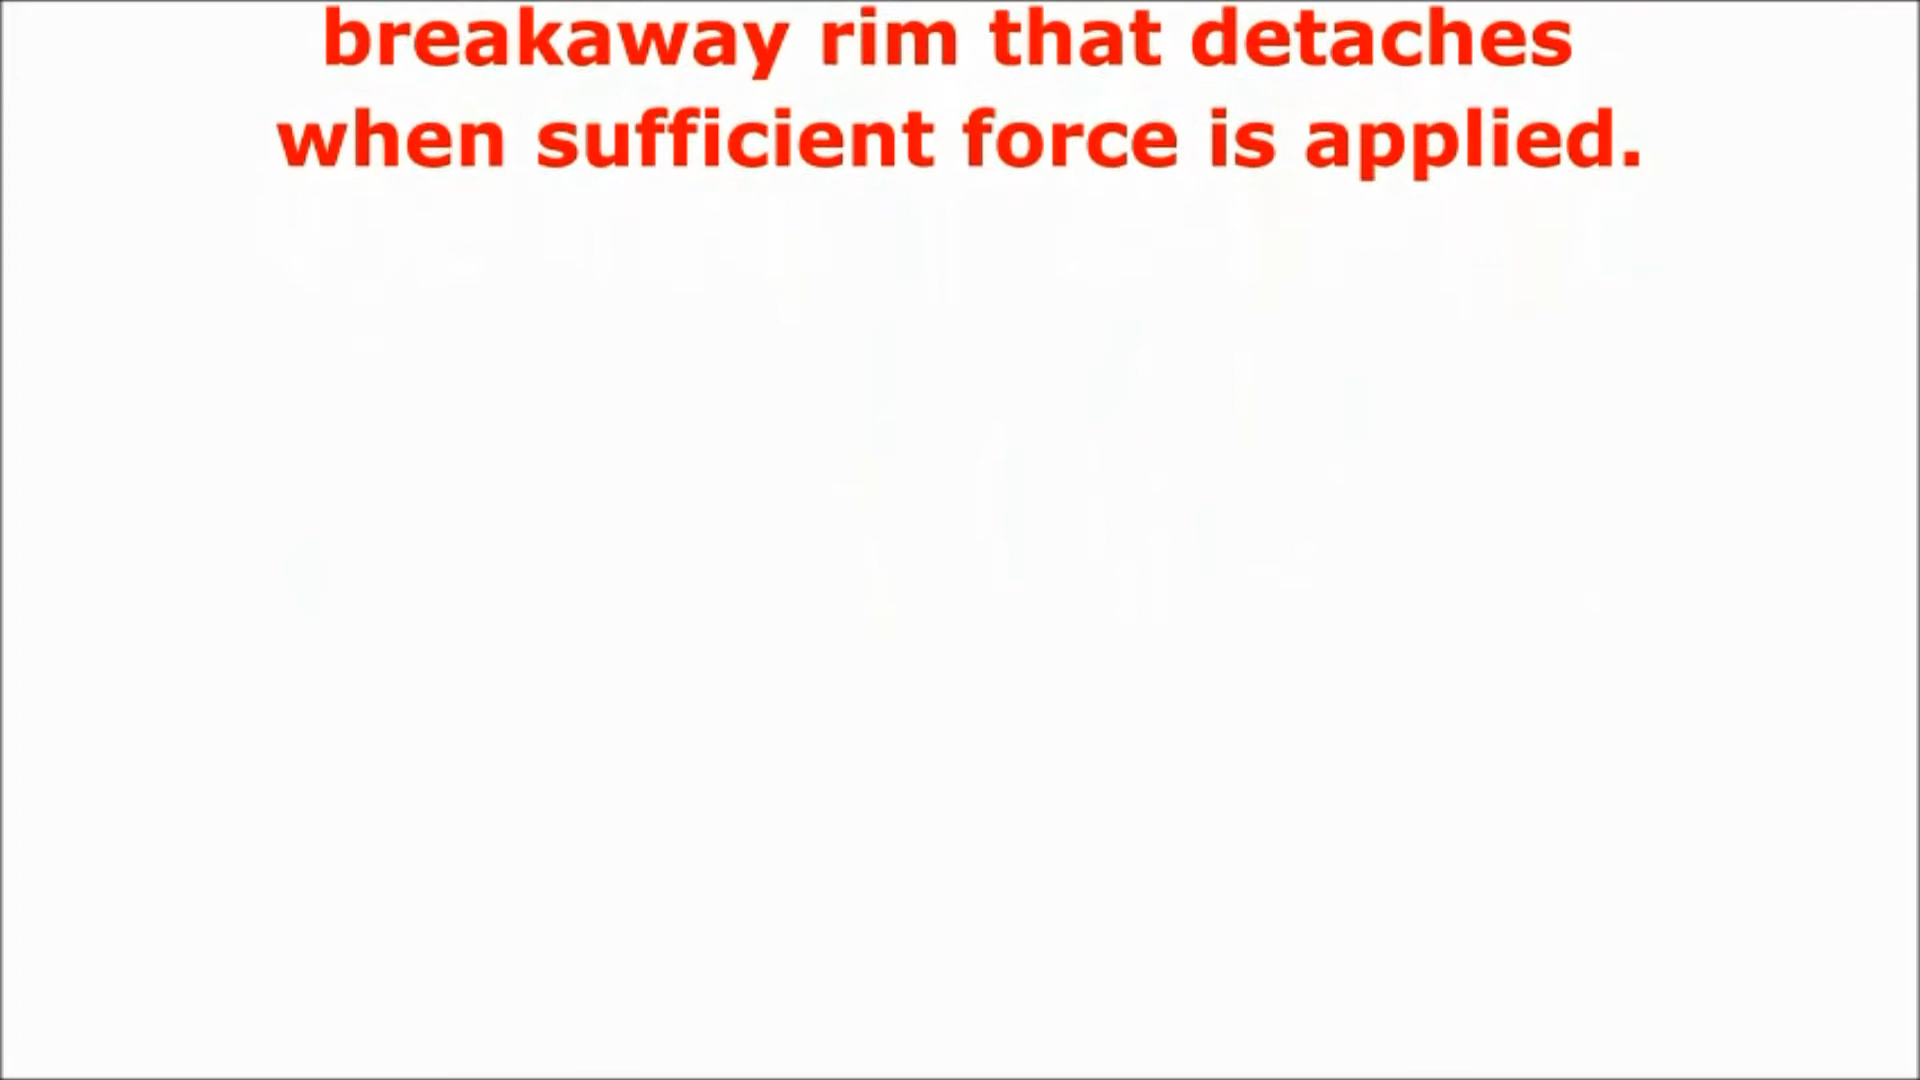 breakaway rim that detaches
when sufficient force is applied.